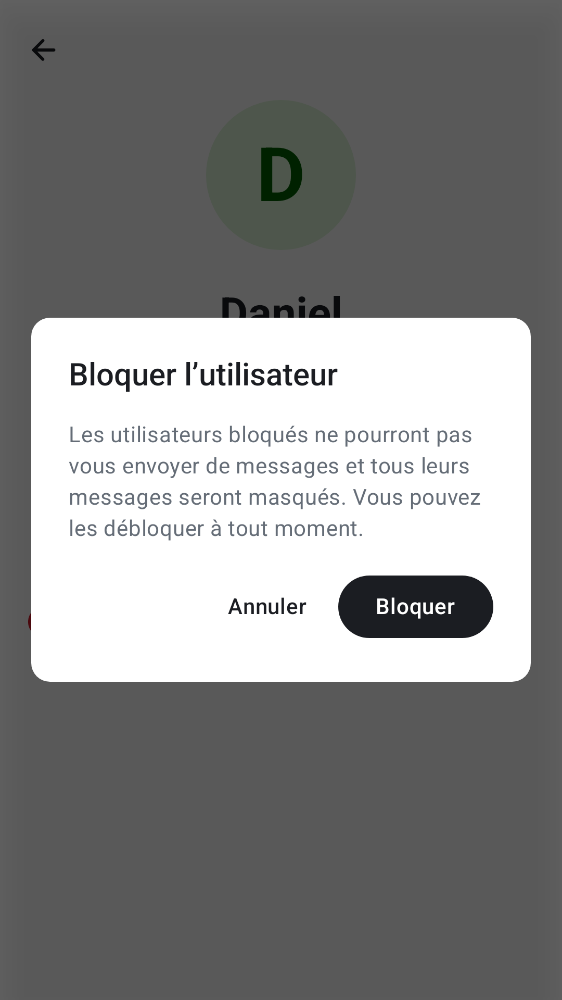 D
Daniel
Bloquer l’utilisateur
Les utilisateurs bloqués ne pourront pas
vous envoyer de messages et tous leurs
messages seront masqués. Vous pouvez
les débloquer à tout moment.
Annuler
Bloquer